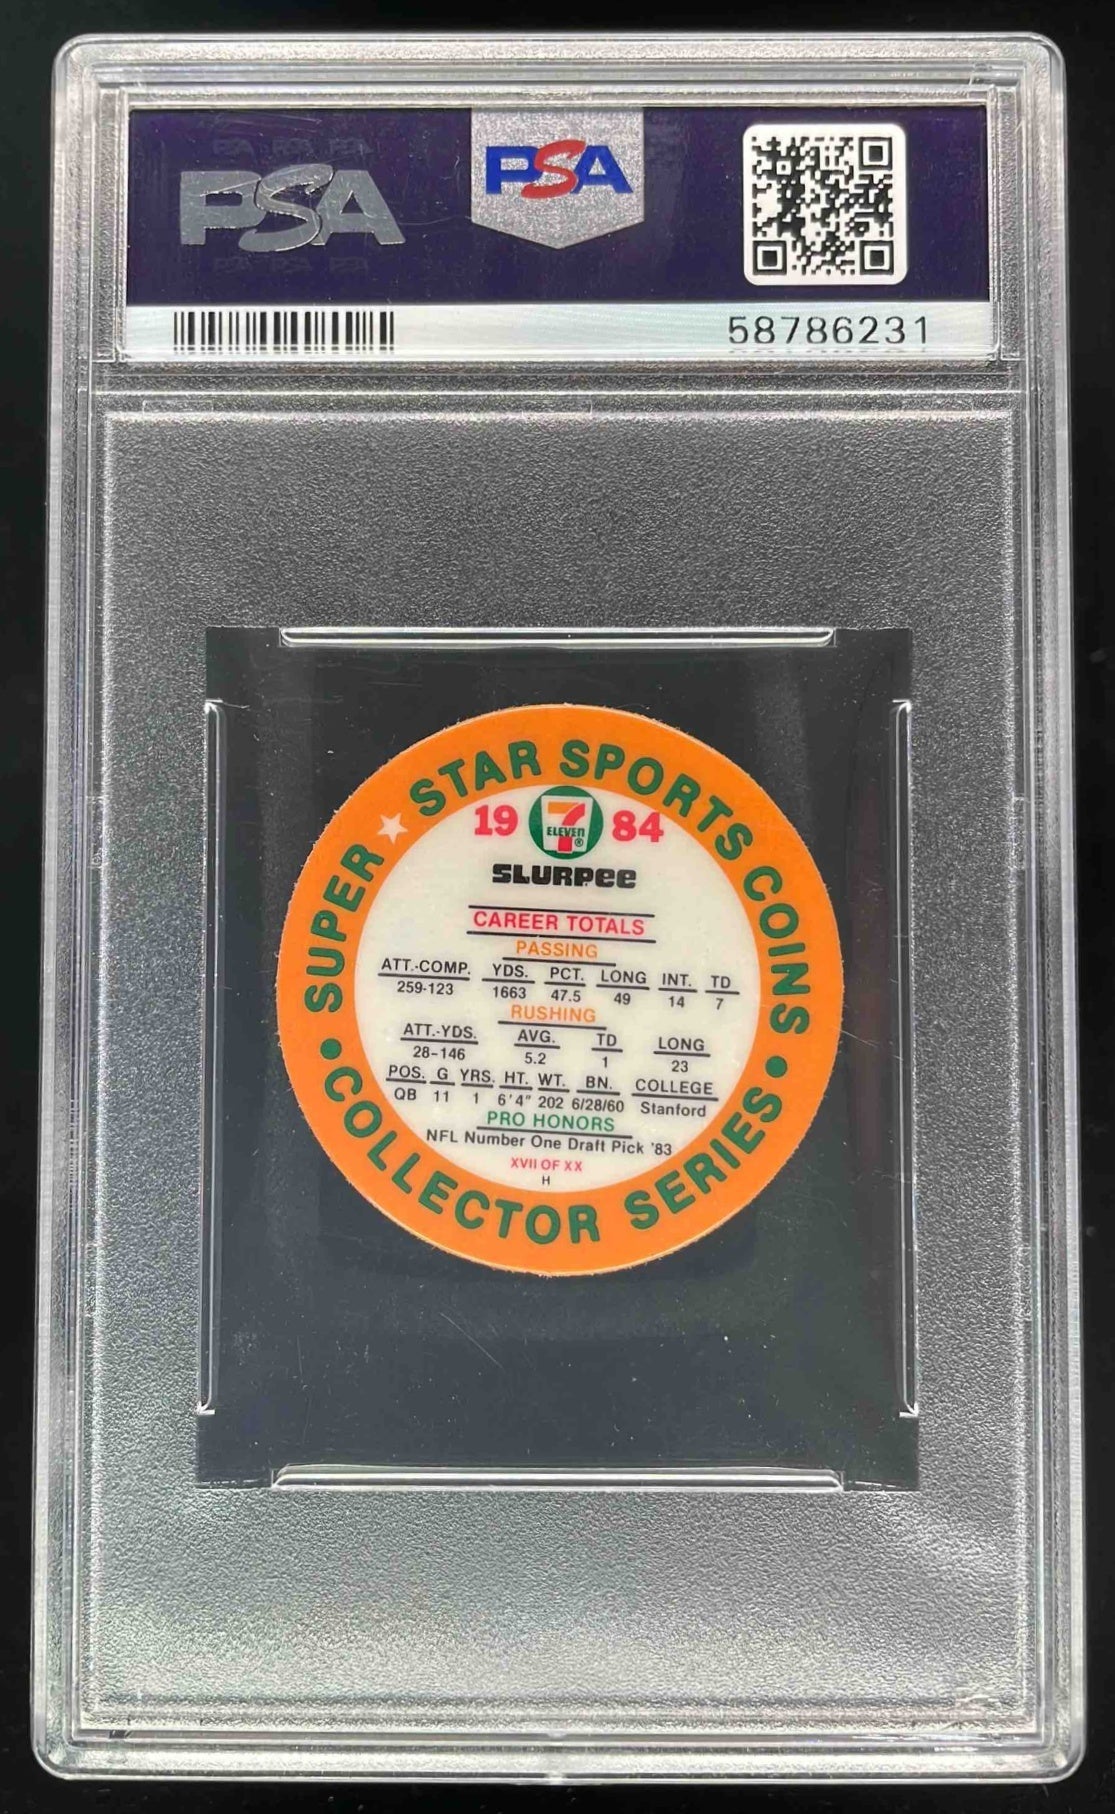 PSA
PSA
58786231
SUPER ★ STAR SPORTS COINS
• COLLECTOR SERIES •
19 7 ELEVEN ® 84
SLURPEE
CAREER TOTALS
PASSING
ATT.-COMP. YDS. PCT. LONG INT. TD
259-123 1663 47.5 49 14 7
RUSHING
ATT.-YDS. AVG. TD LONG
28-146 5.2 1 23
POS. G YRS. HT. WT. BN. COLLEGE
QB 11 1 6'4" 202 6/28/60 Stanford
PRO HONORS
NFL Number One Draft Pick '83
XVII OF XX
H